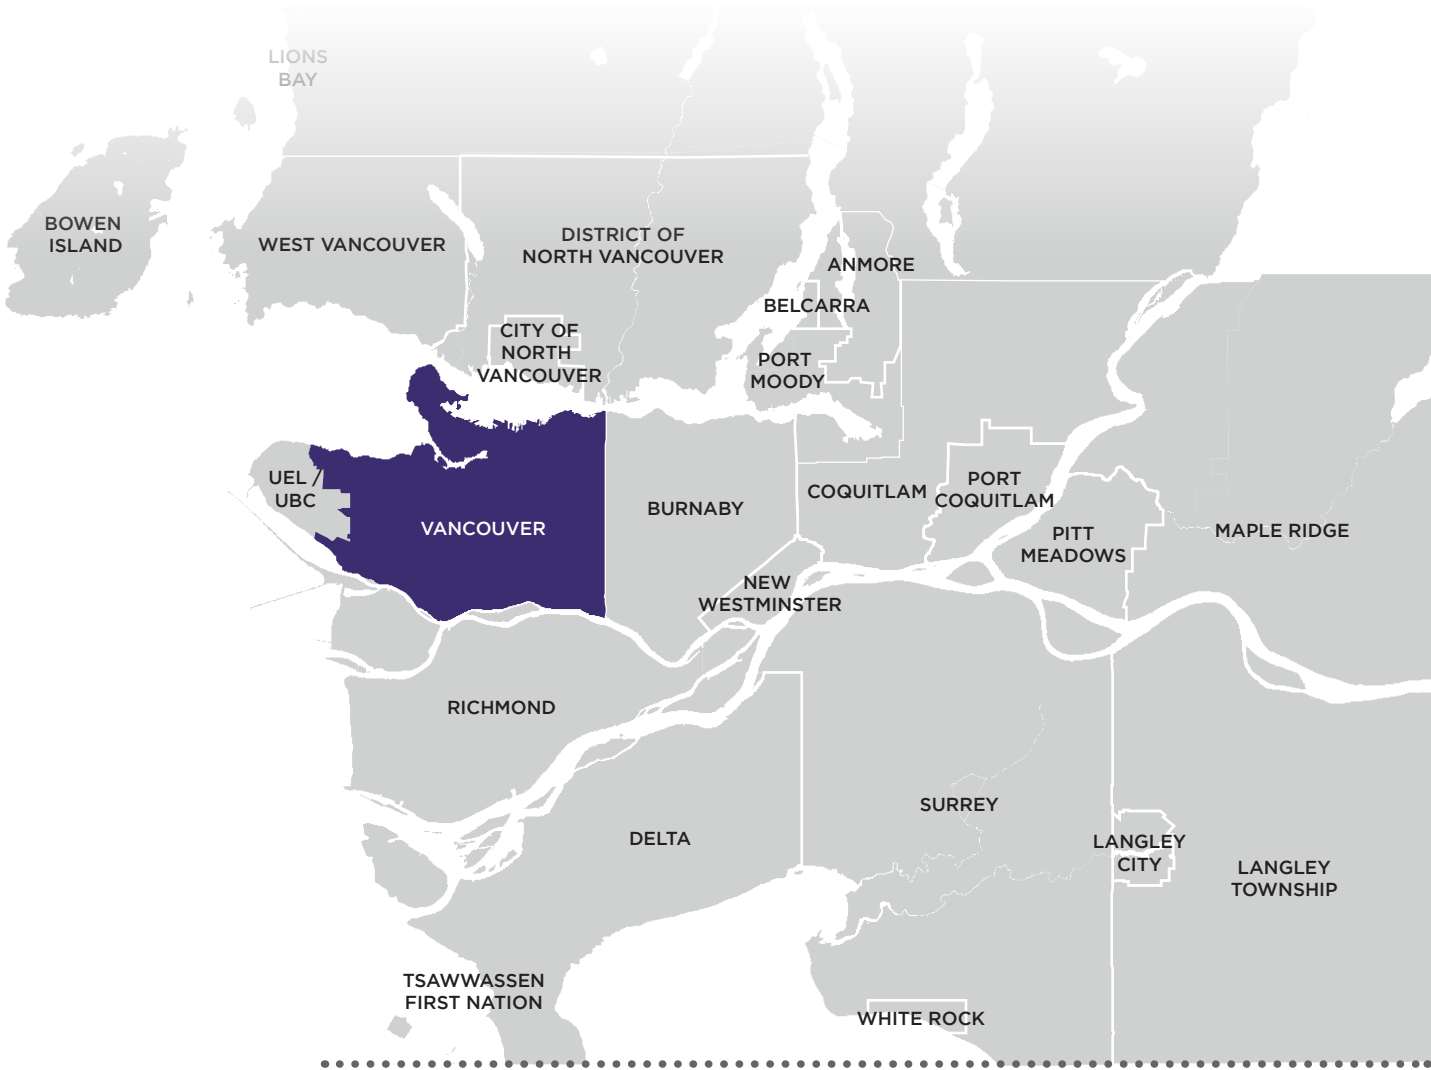 LIONS
BAY
BOWEN
ISLAND
WEST VANCOUVER
DISTRICT OF
NORTH VANCOUVER
ANMORE
BELCARRA
CITY OF
NORTH
VANCOUVER
PORT
MOODY
UEL /
UBC
VANCOUVER
BURNABY
COQUITLAM
PORT
COQUITLAM
PITT
MEADOWS
MAPLE RIDGE
NEW
WESTMINSTER
RICHMOND
DELTA
SURREY
LANGLEY
CITY
LANGLEY
TOWNSHIP
TSAWWASSEN
FIRST NATION
WHITE ROCK